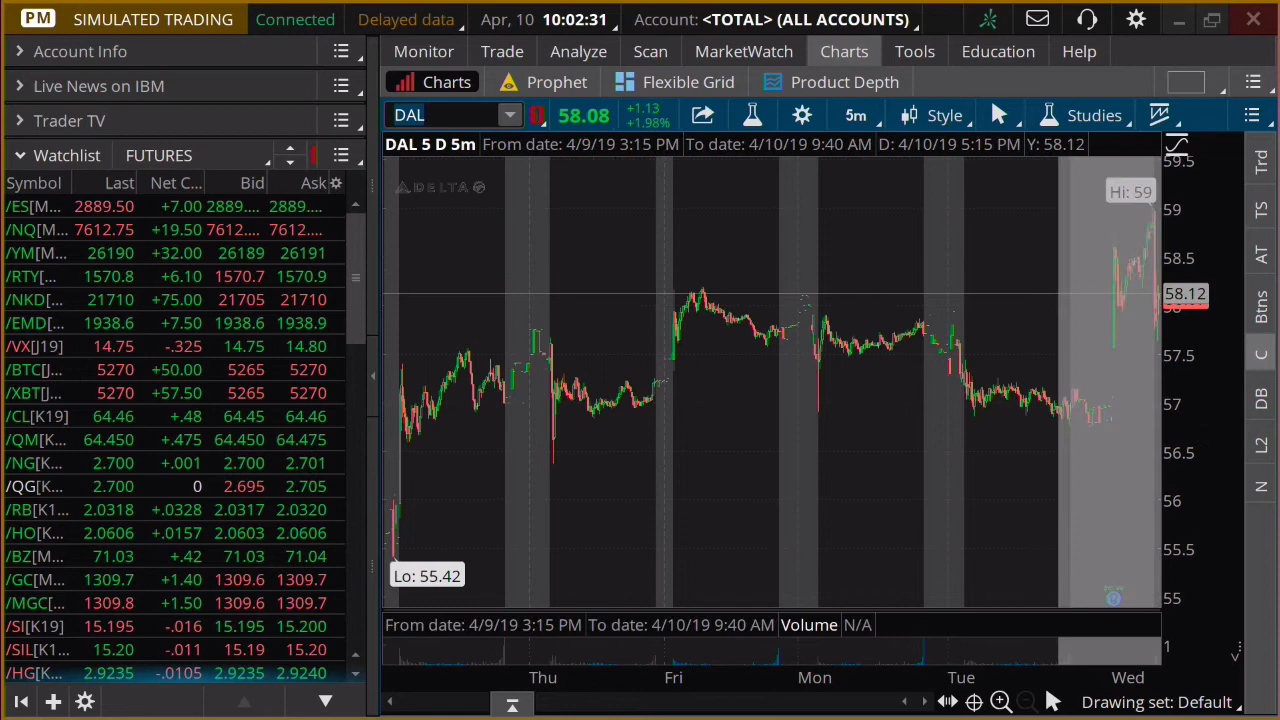 PM SIMULATED TRADING Connected Delayed data Apr, 10 10:02:31 Account: <TOTAL> (ALL ACCOUNTS)
Account Info
Live News on IBM
Trader TV
Watchlist FUTURES
Symbol Last Net C... Bid Ask
/ES[M... 2889.50 +7.00 2889.... 2889....
/NQ[M... 7612.75 +19.50 7612.... 7612....
/YM[M... 26190 +32.00 26189 26191
/RTY[... 1570.8 +6.10 1570.7 1570.9
/NKD[... 21710 +75.00 21705 21710
/EMD[... 1938.6 +7.50 1938.6 1938.9
/VX[J19] 14.75 -.325 14.75 14.80
/BTC[J... 5270 +50.00 5265 5270
/XBT[J... 5270 +57.50 5265 5270
/CL[K19] 64.46 +.48 64.46 64.46
/QM[K... 64.450 +.475 64.450 64.450
/NG[K... 2.700 +.001 2.700 2.701
/QG[K... 2.700 0 2.695 2.705
/RB[K1... 2.0318 +.0328 2.0317 2.0320
/HO[K... 2.0606 +.0157 2.0603 2.0606
/BZ[M... 71.03 +.42 71.03 71.04
/GC[M... 1309.7 +1.40 1309.6 1309.7
/MGC[... 1309.8 +1.50 1309.6 1309.7
/SI[K19] 15.195 -.016 15.195 15.200
/SIL[K1... 15.20 -.011 15.19 15.20
/HG[K... 2.9235 -.0105 2.9235 2.9240
Monitor Trade Analyze Scan MarketWatch Charts Tools Education Help
Charts Prophet Flexible Grid Product Depth
DAL 1 58.08 +1.13 +1.98% 5m Style Studies
DAL 5 D 5m From date: 4/9/19 3:15 PM To date: 4/10/19 9:40 AM D: 4/10/19 5:15 PM Y: 58.12
DELTA
Hi: 59
Lo: 55.42
59.5
59
58.5
58.12
58
57.5
57
56.5
56
55.5
55
From date: 4/9/19 3:15 PM To date: 4/10/19 9:40 AM Volume N/A
1
Thu Fri Mon Tue Wed
Drawing set: Default
Trd
TS
AT
Btns
C
DB
L2
N